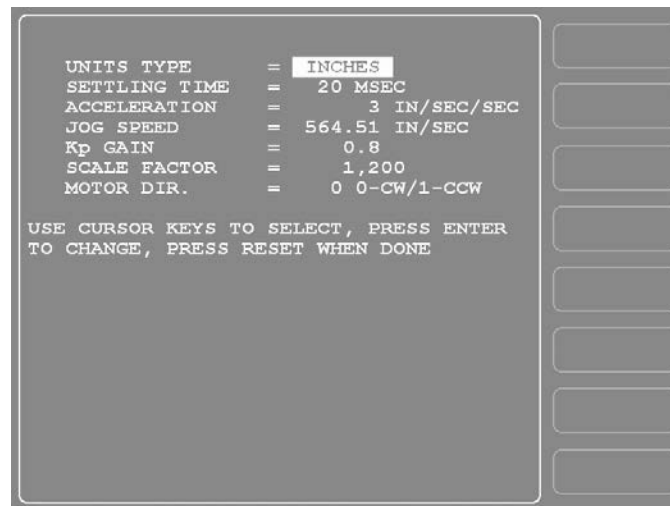 UNITS TYPE = INCHES
SETTLING TIME = 20 MSEC
ACCELERATION = 3 IN/SEC/SEC
JOG SPEED = 564.51 IN/SEC
Kp GAIN = 0.8
SCALE FACTOR = 1,200
MOTOR DIR. = 0 0-CW/1-CCW
USE CURSOR KEYS TO SELECT, PRESS ENTER
TO CHANGE, PRESS RESET WHEN DONE